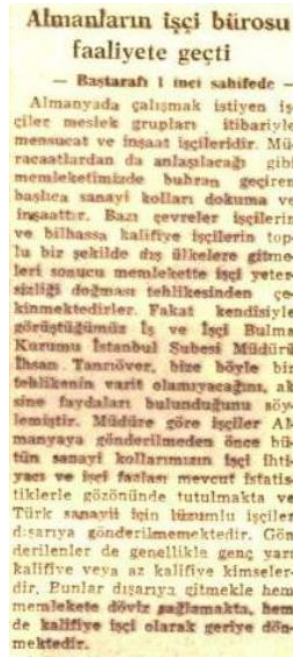 Almanların işçi bürosu
faaliyete geçti
— Baştarafı 1 inci sahifede —
Almanyada çalışmak istiyen iş
çiler meslek grupları itibariyle
mensucat ve inşaat işçileridir. Mü
racaatlardan da anlaşılacağı gibi
memleketimizde buhran geçiren
başlıca sanayi kolları dokuma ve
inşaattır. Bazı çevreler işçilerin
ve bilhassa kalifiye işçilerin top-
lu bir şekilde dış ülkelere gitme-
leri sonucu memlekette işçi yeter-
sizliği doğması tehlikesinden çe-
kinmektedirler. Fakat kendisiyle
görüştüğümüz İş ve İşçi Bulma
Kurumu İstanbul Şubesi Müdürü
İhsan Tanrıöver, bize böyle bir
tehlikenin varit olamıyacağını, ak
sine faydaları bulunduğunu söy-
lemiştir. Müdüre göre işçiler Al
manyaya gönderilmeden önce bü-
tün sanayi kollarımızın işçi ihti-
yacı ve işçi fazlası mevcut istatis-
tiklerle gözönünde tutulmakta ve
Türk sanayii için lüzumlu işçiler
dışarıya gönderilmemektedir. Gön
derilenler de genellikle genç yarı
kalifiye veya az kalifiye kimseler-
dir. Bunlar dışarıya gitmekle hem
memlekete döviz sağlamakta, hem
de kalifiye işçi olarak geriye dön-
mektedir.